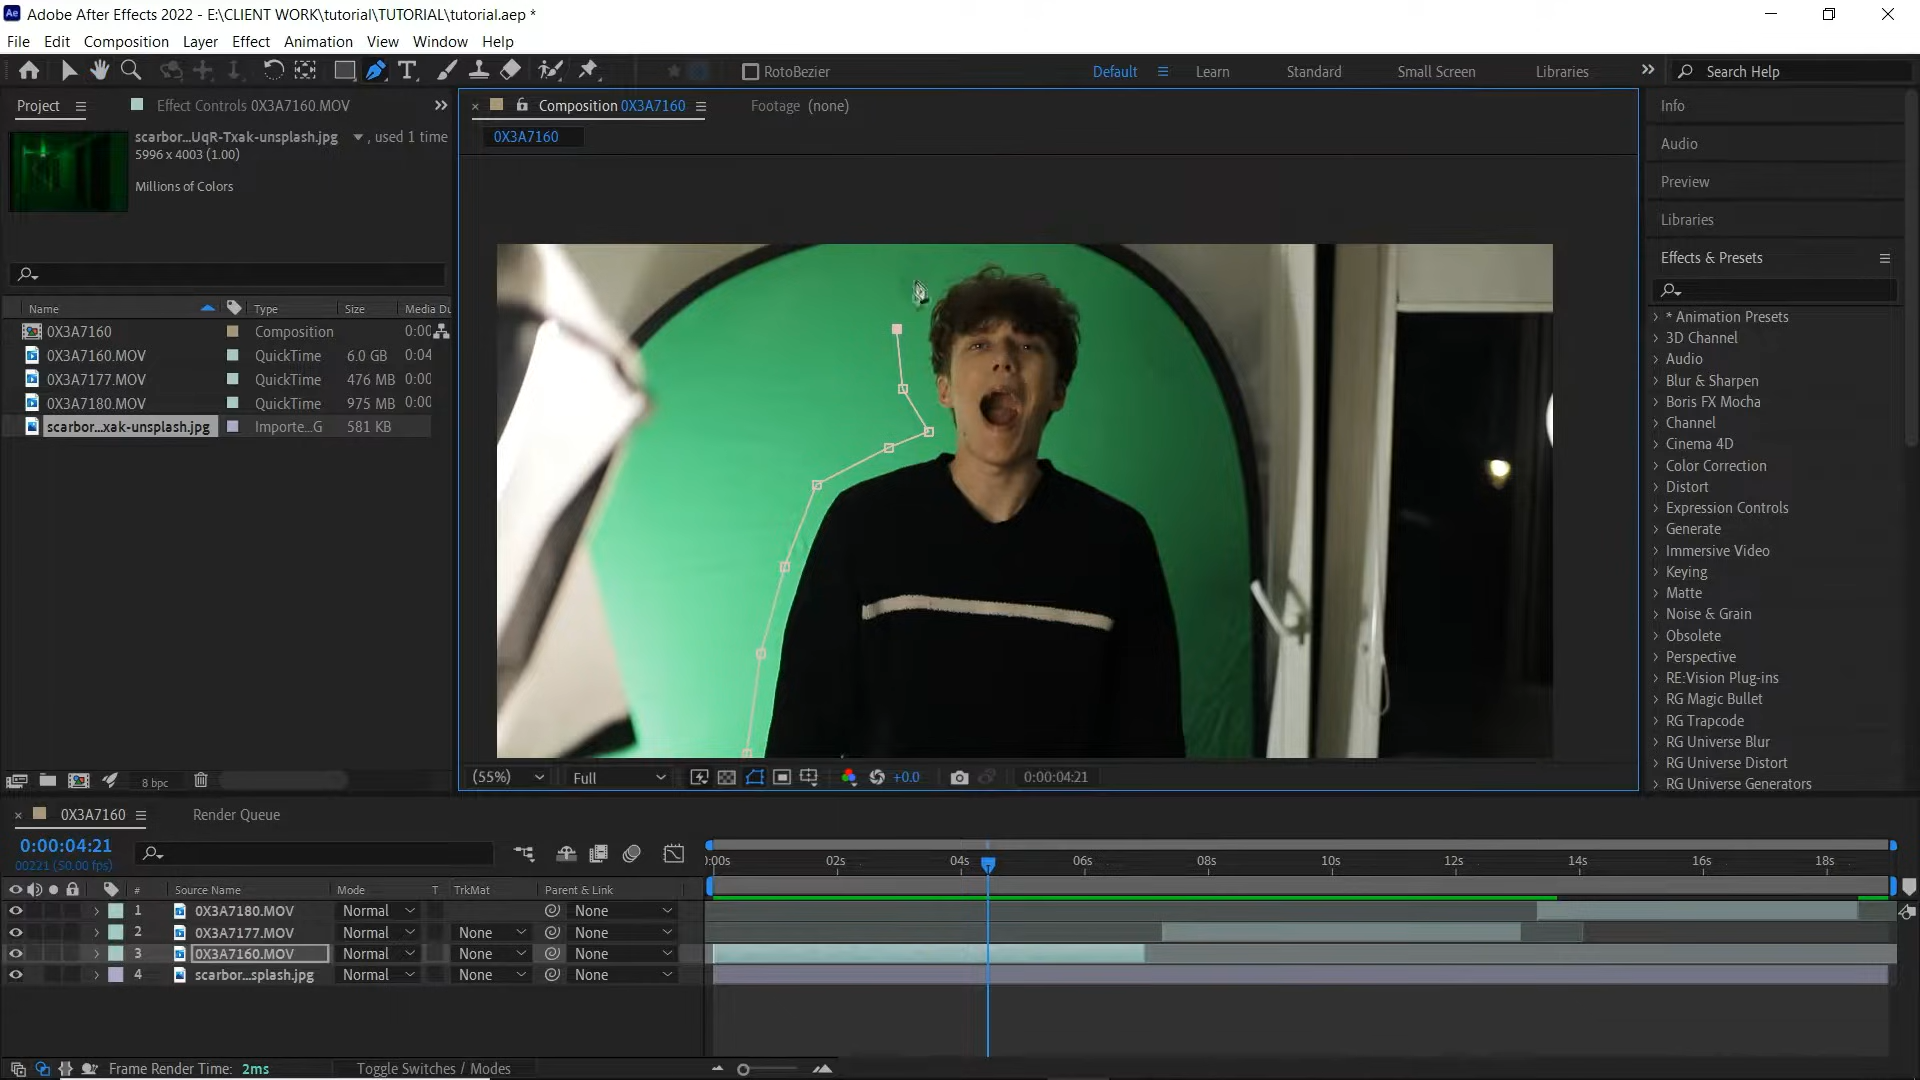 Adobe After Effects 2022 - E:\CLIENT WORK\tutorial\TUTORIAL\tutorial.aep *
File Edit Composition Layer Effect Animation View Window Help
RotoBezier Default Learn Standard Small Screen Libraries Search Help
Project Effect Controls 0X3A7160.MOV
Composition 0X3A7160 Footage (none)
0X3A7160
scarbor...UqR-Txak-unsplash.jpg , used 1 time
5996 x 4003 (1.00)
Millions of Colors
Name Type Size Media Du
0X3A7160 Composition 0:00
0X3A7160.MOV QuickTime 6.0 GB 0:04
0X3A7177.MOV QuickTime 476 MB 0:00
0X3A7180.MOV QuickTime 975 MB 0:00
scarbor...xak-unsplash.jpg Importe...G 581 KB
8 bpc
(55%) Full +0.0 0:00:04:21
Info
Audio
Preview
Libraries
Effects & Presets
* Animation Presets
3D Channel
Audio
Blur & Sharpen
Boris FX Mocha
Channel
Cinema 4D
Color Correction
Distort
Expression Controls
Generate
Immersive Video
Keying
Matte
Noise & Grain
Obsolete
Perspective
RE:Vision Plug-ins
RG Magic Bullet
RG Trapcode
RG Universe Blur
RG Universe Distort
RG Universe Generators
0X3A7160 Render Queue
0:00:04:21
00221 (50.00 fps)
):00s 02s 04s 06s 08s 10s 12s 14s 16s 18s
# Source Name Mode T TrkMat Parent & Link
1 0X3A7180.MOV Normal None
2 0X3A7177.MOV Normal None None
3 0X3A7160.MOV Normal None None
4 scarbor...splash.jpg Normal None None
Frame Render Time: 2ms Toggle Switches / Modes